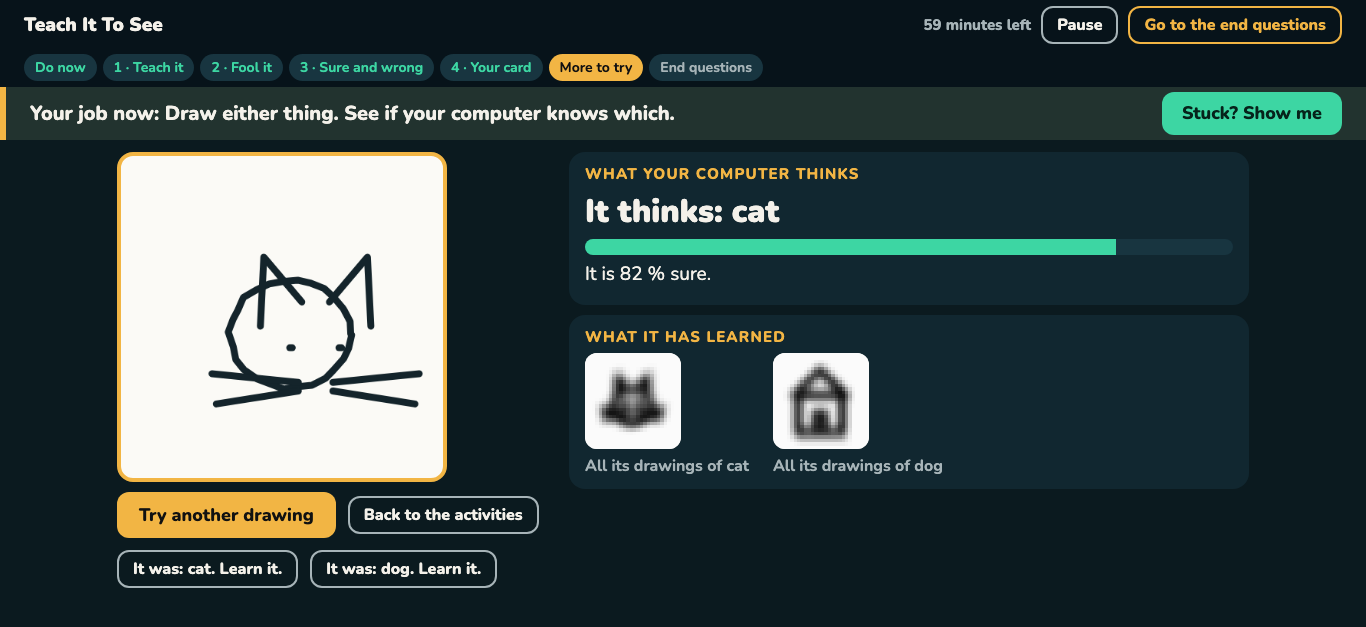 Teach It To See
59 minutes left
Pause
Go to the end questions
Do now
1 · Teach it
2 · Fool it
3 · Sure and wrong
4 · Your card
More to try
End questions
Your job now: Draw either thing. See if your computer knows which.
Stuck? Show me
WHAT YOUR COMPUTER THINKS
It thinks: cat
It is 82 % sure.
WHAT IT HAS LEARNED
All its drawings of cat
All its drawings of dog
Try another drawing
Back to the activities
It was: cat. Learn it.
It was: dog. Learn it.